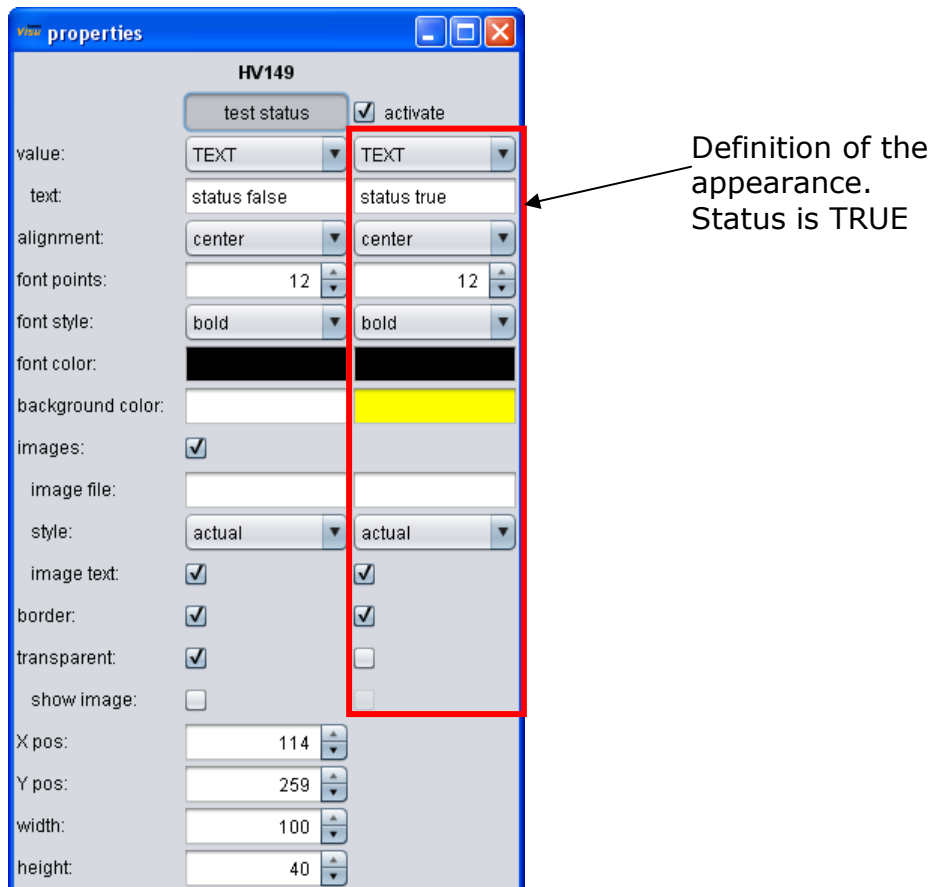 Visu properties
HV149
test status activate
value: TEXT TEXT
text: status false status true
alignment: center center
font points: 12 12
font style: bold bold
font color:
background color:
images:
image file:
style: actual actual
image text:
border:
transparent:
show image:
X pos: 114
Y pos: 259
width: 100
height: 40
Definition of the
appearance.
Status is TRUE